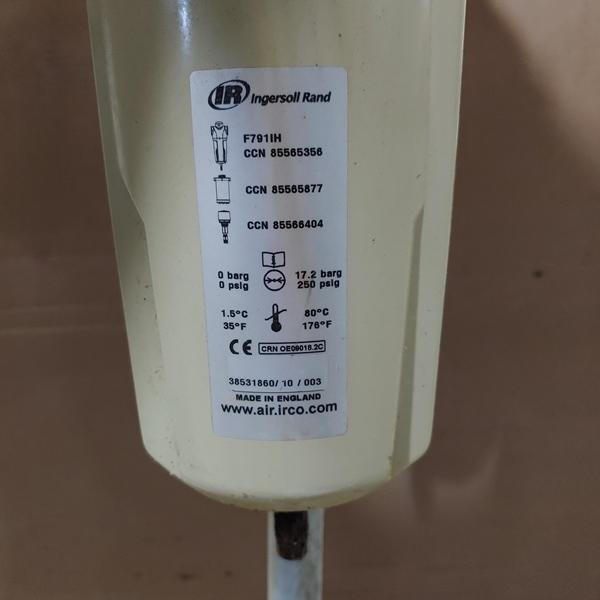 IR Ingersoll Rand
F791IH
CCN 85565356
CCN 85565877
CCN 85566404
0 barg 17.2 barg
0 psig 250 psig
1.5°C 80°C
35°F 176°F
CE CRN OE09018.2C
38531860/ 10 / 003
MADE IN ENGLAND
www.air.irco.com